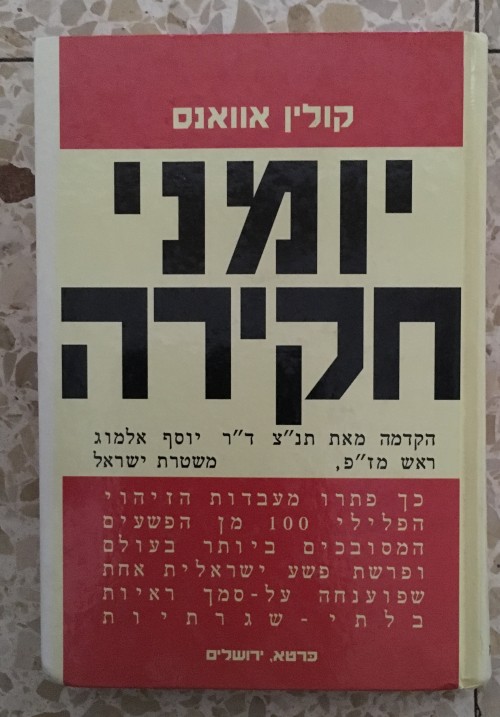 קולין אוואנס
יומני
חקירה
הקדמה מאת תנ"צ ד"ר יוסף אלמוג
ראש מז"פ, משטרת ישראל
כך פתרו מעבדות הזיהוי
הפלילי 100 מן הפשעים
המסובכים ביותר בעולם
ופרשת פשע ישראלית אחת
שפוענחה על-סמך ראיות
בלתי-שגרתיות
כרטא, ירושלים